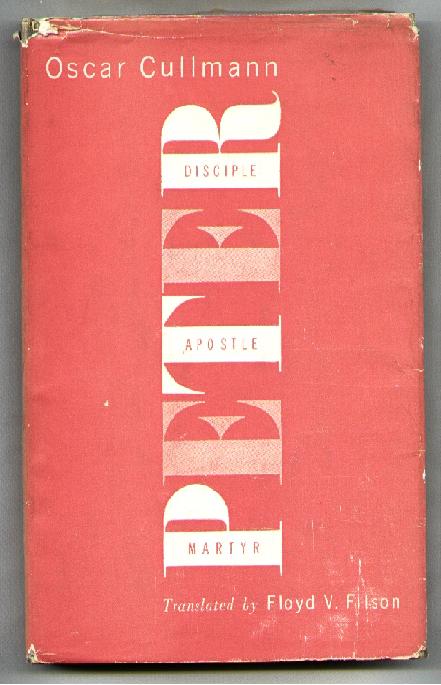 Oscar Cullmann
PETER
DISCIPLE
APOSTLE
MARTYR
Translated by Floyd V. Filson